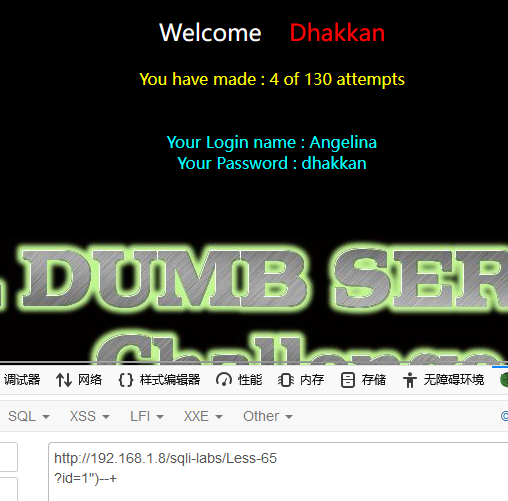 Welcome Dhakkan
You have made : 4 of 130 attempts
Your Login name : Angelina
Your Password : dhakkan
DUMB SER
Challenge
调试器 网络 样式编辑器 性能 内存 存储 无障碍环境
SQL XSS LFI XXE Other
http://192.168.1.8/sqli-labs/Less-65
?id=1")--+